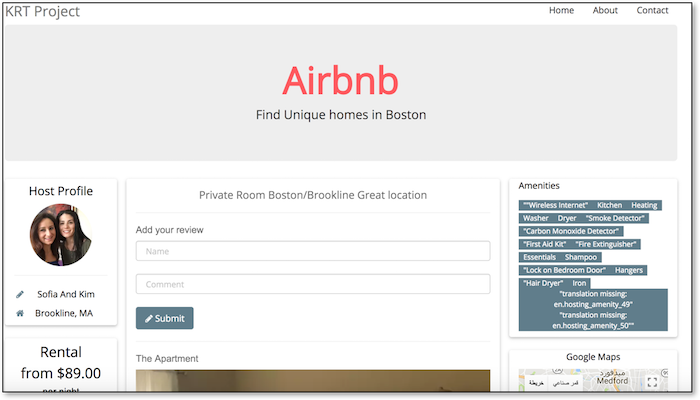 KRT Project
Home About Contact
Airbnb
Find Unique homes in Boston
Host Profile
Sofia And Kim
Brookline, MA
Rental
from $89.00
per night
Private Room Boston/Brookline Great location
Add your review
Name
Comment
Submit
The Apartment
Amenities
""Wireless Internet" Kitchen Heating
Washer Dryer "Smoke Detector"
"Carbon Monoxide Detector"
"First Aid Kit" "Fire Extinguisher"
Essentials Shampoo
"Lock on Bedroom Door" Hangers
"Hair Dryer" Iron
"translation missing:
en.hosting_amenity_49"
"translation missing:
en.hosting_amenity_50""
Google Maps
خريطة
قمر صناعي
ميدفورد
Medford